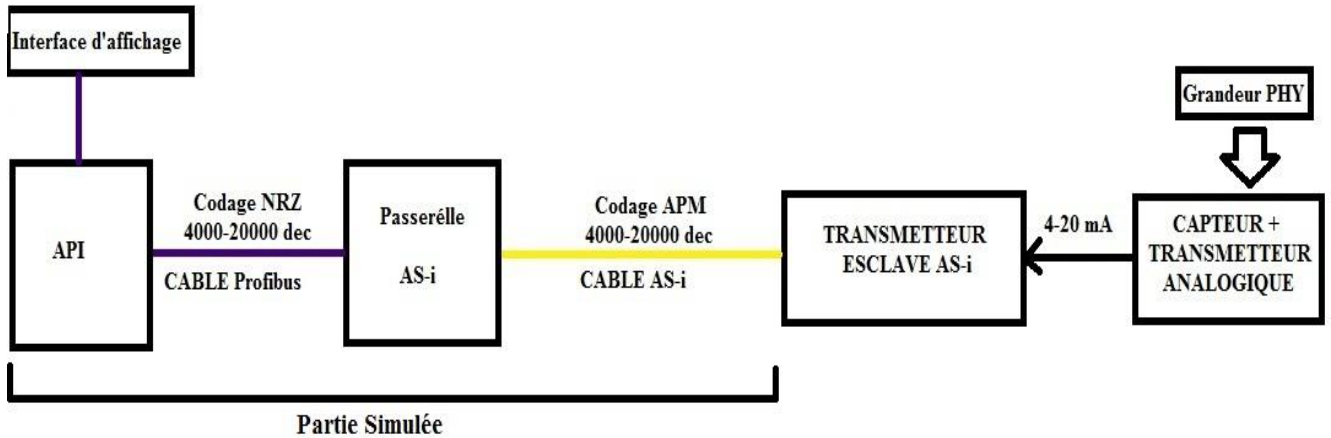 Interface d'affichage
Grandeur PHY
API
Codage NRZ
4000-20000 dec
CABLE Profibus
Passerélle
AS-i
Codage APM
4000-20000 dec
CABLE AS-i
TRANSMETTEUR
ESCLAVE AS-i
4-20 mA
CAPTEUR +
TRANSMETTEUR
ANALOGIQUE
Partie Simulée